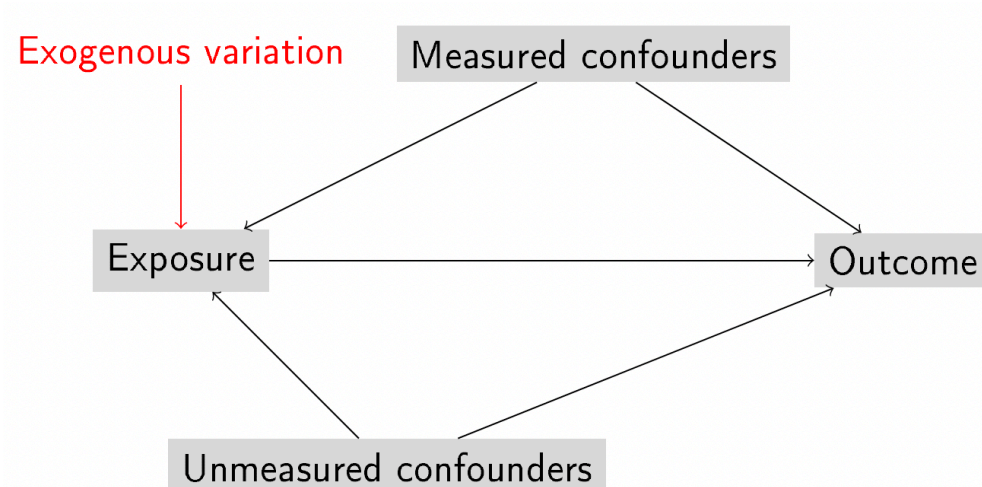 Exogenous variation
Measured confounders
Exposure
Outcome
Unmeasured confounders